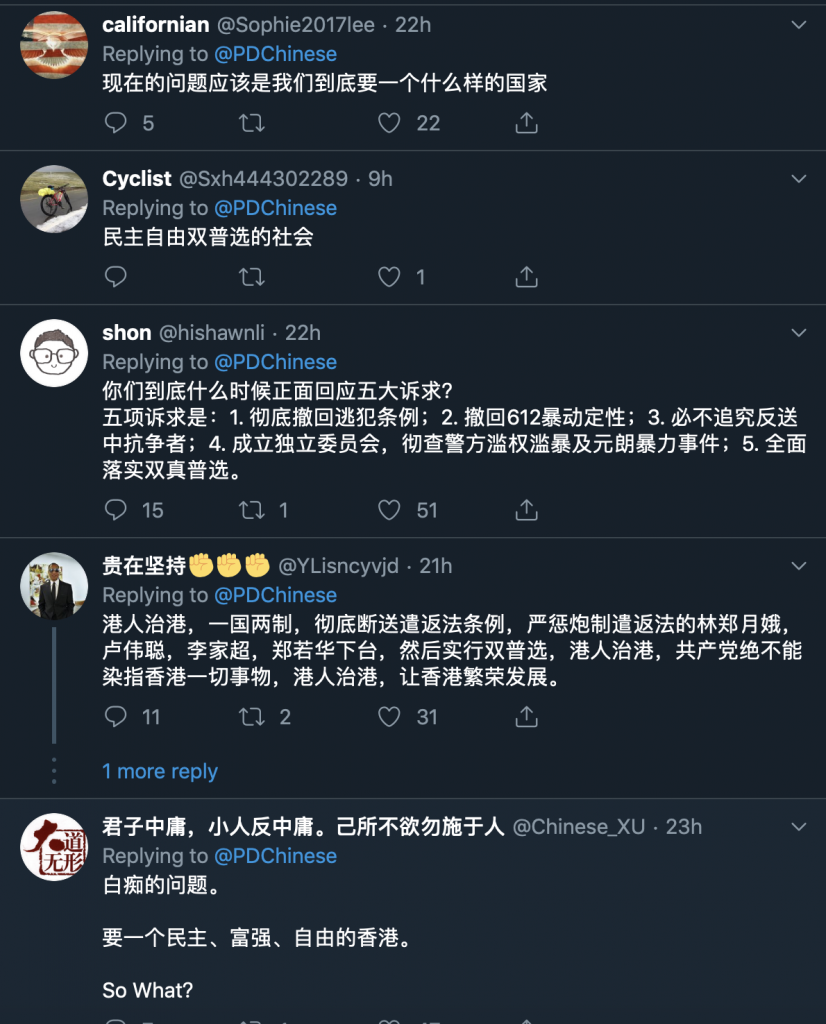 californian @Sophie2017lee · 22h
Replying to @PDChinese
现在的问题应该是我们到底要一个什么样的国家
5 22
Cyclist @Sxh444302289 · 9h
Replying to @PDChinese
民主自由双普选的社会
1
shon @hishawnli · 22h
Replying to @PDChinese
你们到底什么时候正面回应五大诉求?
五项诉求是：1. 彻底撤回逃犯条例；2. 撤回612暴动定性；3. 必不追究反送
中抗争者；4. 成立独立委员会，彻查警方滥权滥暴及元朗暴力事件；5. 全面
落实双真普选。
15 1 51
贵在坚持✊✊✊ @YLisncyvjd · 21h
Replying to @PDChinese
港人治港，一国两制，彻底断送遣返法条例，严惩炮制遣返法的林郑月娥，
卢伟聪，李家超，郑若华下台，然后实行双普选，港人治港，共产党绝不能
染指香港一切事物，港人治港，让香港繁荣发展。
11 2 31
1 more reply
道
无形
君子中庸，小人反中庸。己所不欲勿施于人 @Chinese_XU · 23h
Replying to @PDChinese
白痴的问题。
要一个民主、富强、自由的香港。
So What?